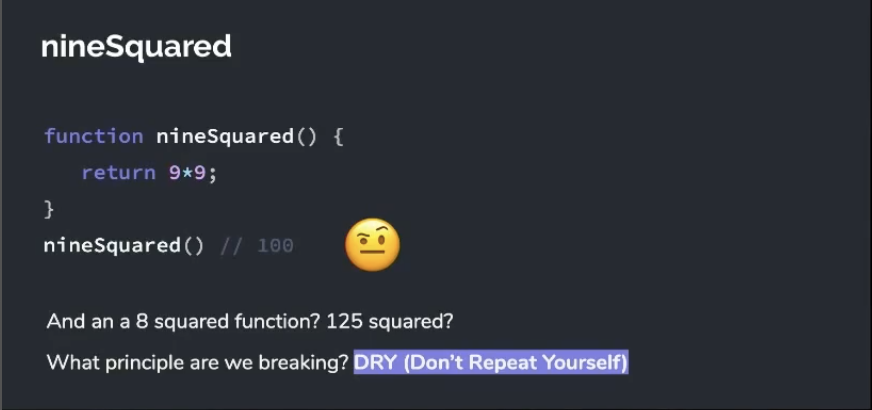 nineSquared
function nineSquared() {
return 9*9;
}
nineSquared() // 100
And an a 8 squared function? 125 squared?
What principle are we breaking? DRY (Don't Repeat Yourself)